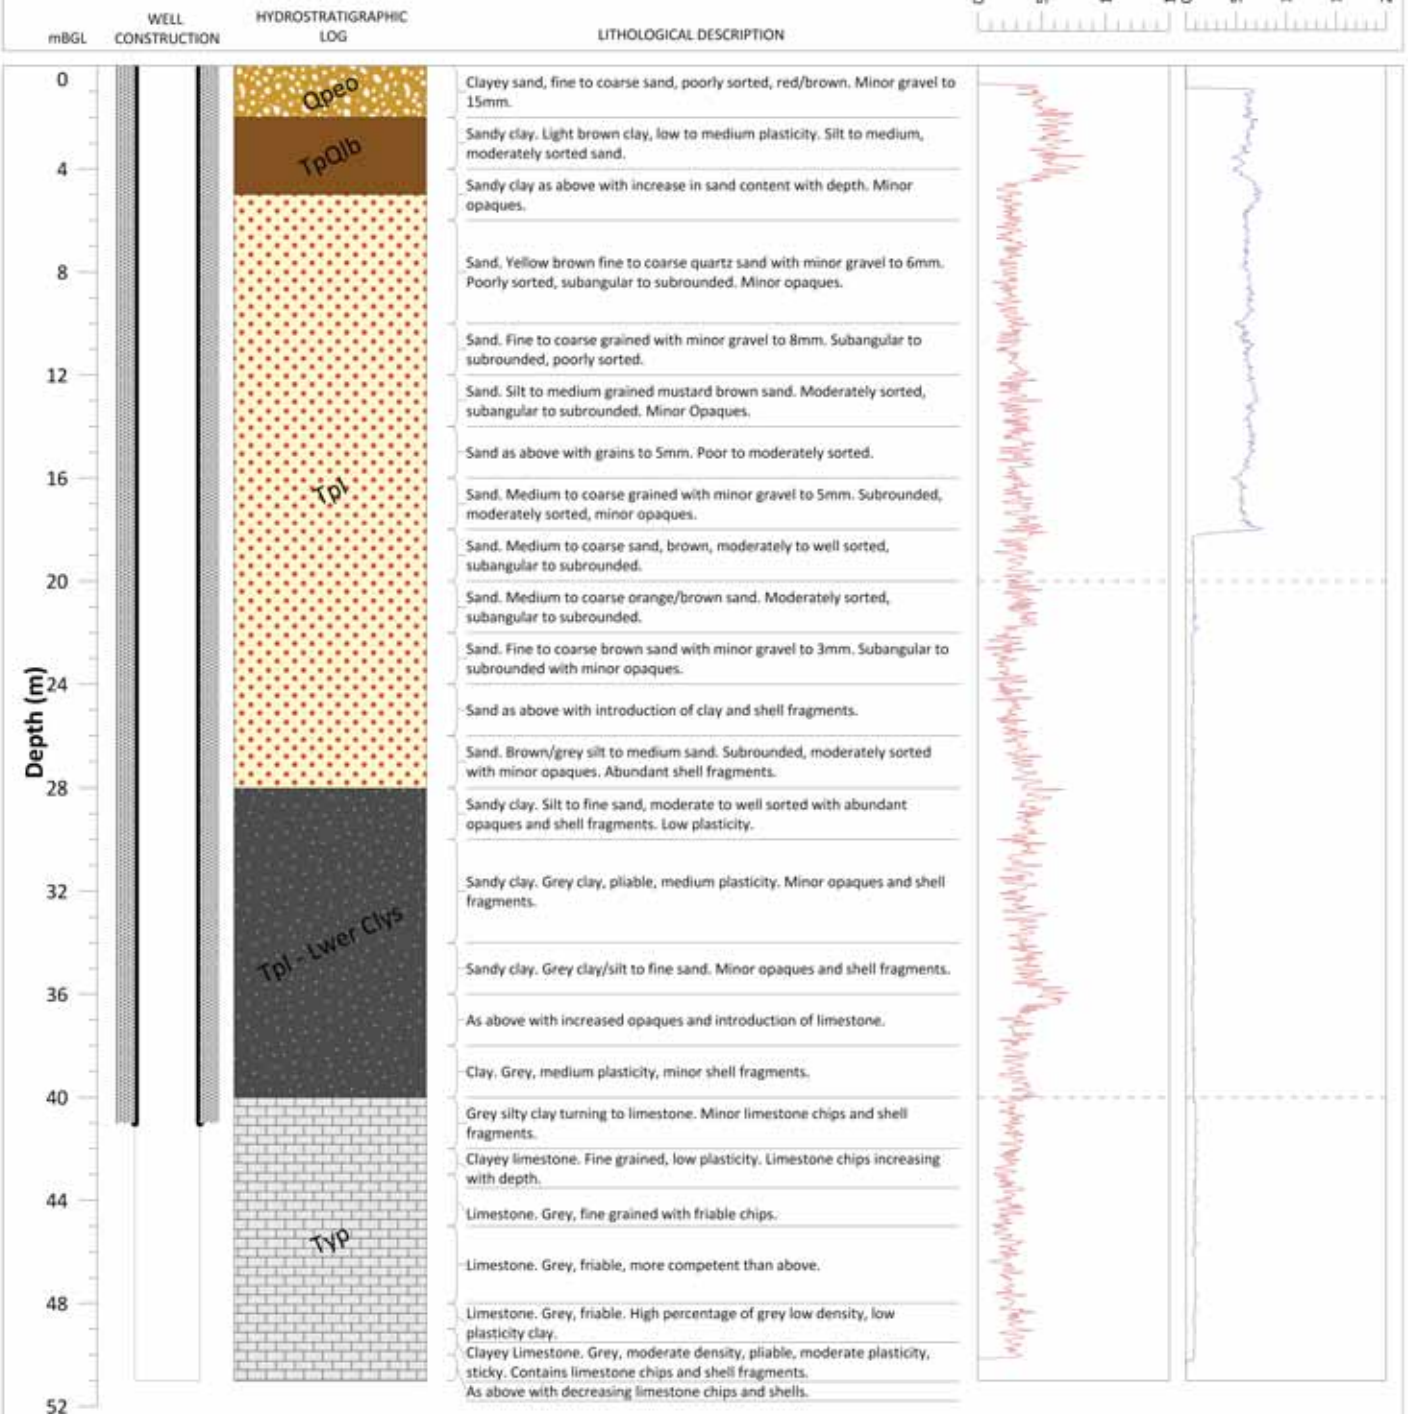 mBGL
WELL
CONSTRUCTION
HYDROSTRATIGRAPHIC
LOG
LITHOLOGICAL DESCRIPTION
Depth (m)
0
4
8
12
16
20
24
28
32
36
40
44
48
52
Qpeo
TpQlb
Tpl
Tpl - Lwer Clys
Typ
Clayey sand, fine to coarse sand, poorly sorted, red/brown. Minor gravel to
15mm.
Sandy clay. Light brown clay, low to medium plasticity. Silt to medium,
moderately sorted sand.
Sandy clay as above with increase in sand content with depth. Minor
opaques.
Sand. Yellow brown fine to coarse quartz sand with minor gravel to 6mm.
Poorly sorted, subangular to subrounded. Minor opaques.
Sand. Fine to coarse grained with minor gravel to 8mm. Subangular to
subrounded, poorly sorted.
Sand. Silt to medium grained mustard brown sand. Moderately sorted,
subangular to subrounded. Minor Opaques.
Sand as above with grains to 5mm. Poor to moderately sorted.
Sand. Medium to coarse grained with minor gravel to 5mm. Subrounded,
moderately sorted, minor opaques.
Sand. Medium to coarse sand, brown, moderately to well sorted,
subangular to subrounded.
Sand. Medium to coarse orange/brown sand. Moderately sorted,
subangular to subrounded.
Sand. Fine to coarse brown sand with minor gravel to 3mm. Subangular to
subrounded with minor opaques.
Sand as above with introduction of clay and shell fragments.
Sand. Brown/grey silt to medium sand. Subrounded, moderately sorted
with minor opaques. Abundant shell fragments.
Sandy clay. Silt to fine sand, moderate to well sorted with abundant
opaques and shell fragments. Low plasticity.
Sandy clay. Grey clay, pliable, medium plasticity. Minor opaques and shell
fragments.
Sandy clay. Grey clay/silt to fine sand. Minor opaques and shell fragments.
As above with increased opaques and introduction of limestone.
Clay. Grey, medium plasticity, minor shell fragments.
Grey silty clay turning to limestone. Minor limestone chips and shell
fragments.
Clayey limestone. Fine grained, low plasticity. Limestone chips increasing
with depth.
Limestone. Grey, fine grained with friable chips.
Limestone. Grey, friable, more competent than above.
Limestone. Grey, friable. High percentage of grey low density, low
plasticity clay.
Clayey Limestone. Grey, moderate density, pliable, moderate plasticity,
sticky. Contains limestone chips and shell fragments.
As above with decreasing limestone chips and shells.